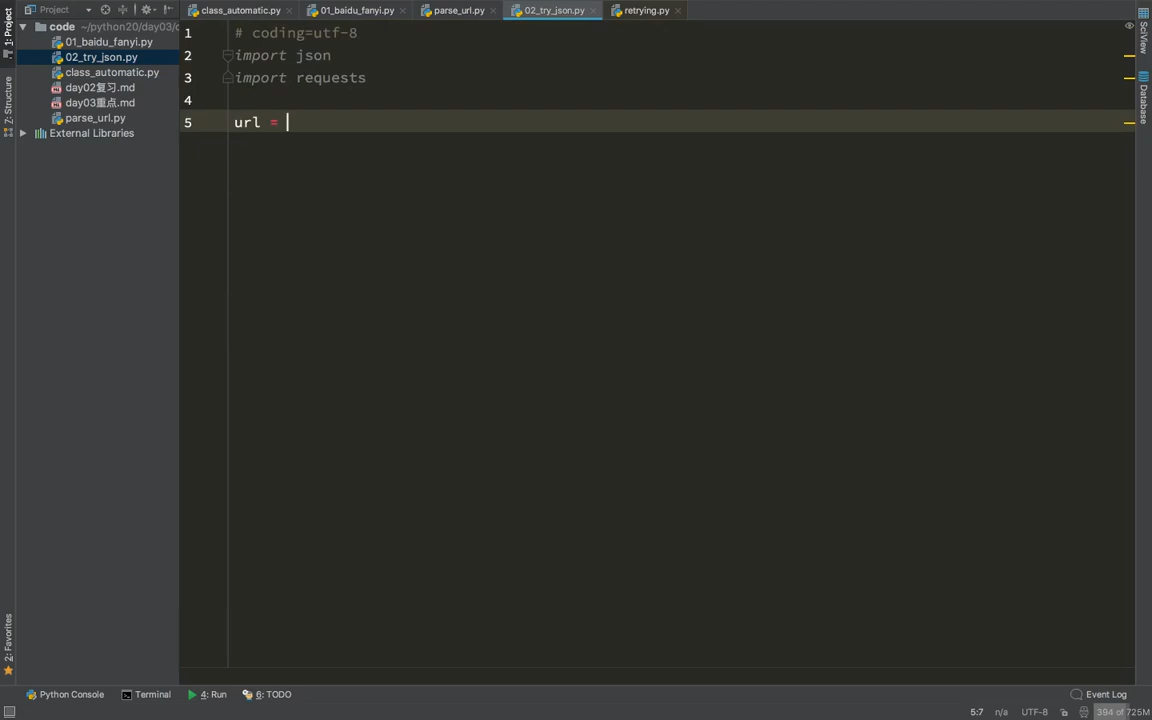 Project
class_automatic.py
01_baidu_fanyi.py
parse_url.py
02_try_json.py
retrying.py
1: Project
7: Structure
2: Favorites
code ~/python20/day03/c
01_baidu_fanyi.py
02_try_json.py
class_automatic.py
day02复习.md
day03重点.md
parse_url.py
External Libraries
1 # coding=utf-8
2 import json
3 import requests
4
5 url =
SciView
Database
Python Console
Terminal
4: Run
6: TODO
Event Log
5:7 n/a UTF-8 394 of 725M